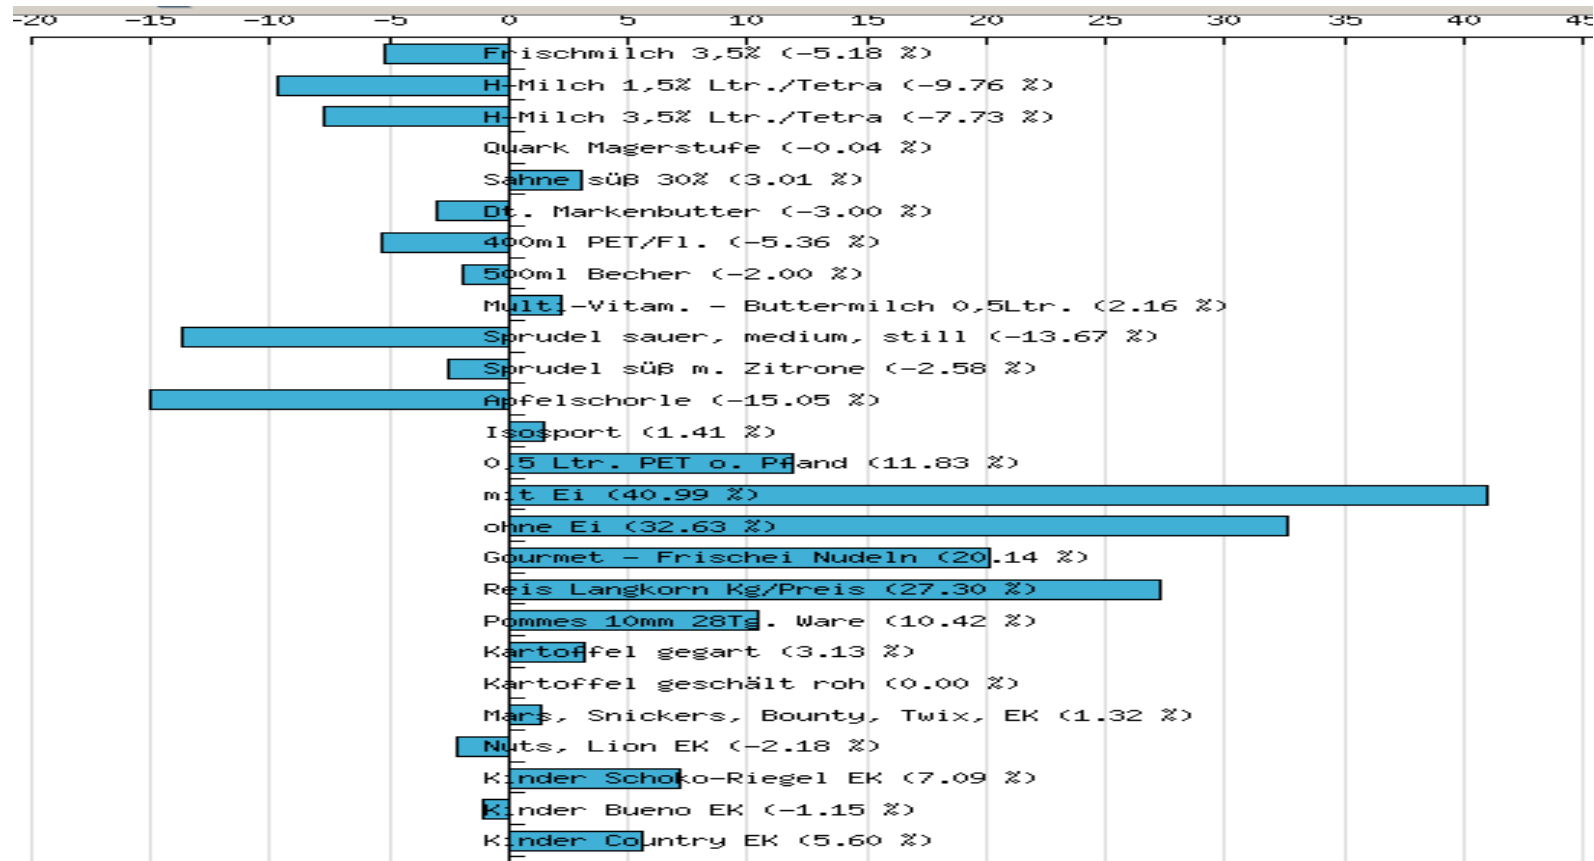 -20 -15 -10 -5 0 5 10 15 20 25 30 35 40 45
Frischmilch 3,5% (-5.18 %)
H-Milch 1,5% Ltr./Tetra (-9.76 %)
H-Milch 3,5% Ltr./Tetra (-7.73 %)
Quark Magerstufe (-0.04 %)
Sahne süß 30% (3.01 %)
Dt. Markenbutter (-3.00 %)
400ml PET/Fl. (-5.36 %)
500ml Becher (-2.00 %)
Multi-Vitam. - Buttermilch 0,5Ltr. (2.16 %)
Sprudel sauer, medium, still (-13.67 %)
Sprudel süß m. Zitrone (-2.58 %)
Apfelschorle (-15.05 %)
Isosport (1.41 %)
0,5 Ltr. PET o. Pfand (11.83 %)
mit Ei (40.99 %)
ohne Ei (32.63 %)
Gourmet - Frischei Nudeln (20.14 %)
Reis Langkorn Kg/Preis (27.30 %)
Pommes 10mm 28Tg. Ware (10.42 %)
Kartoffel gegart (3.13 %)
Kartoffel geschält roh (0.00 %)
Mars, Snickers, Bounty, Twix, EK (1.32 %)
Nuts, Lion EK (-2.18 %)
Kinder Schoko-Riegel EK (7.09 %)
Kinder Bueno EK (-1.15 %)
Kinder Country EK (5.60 %)